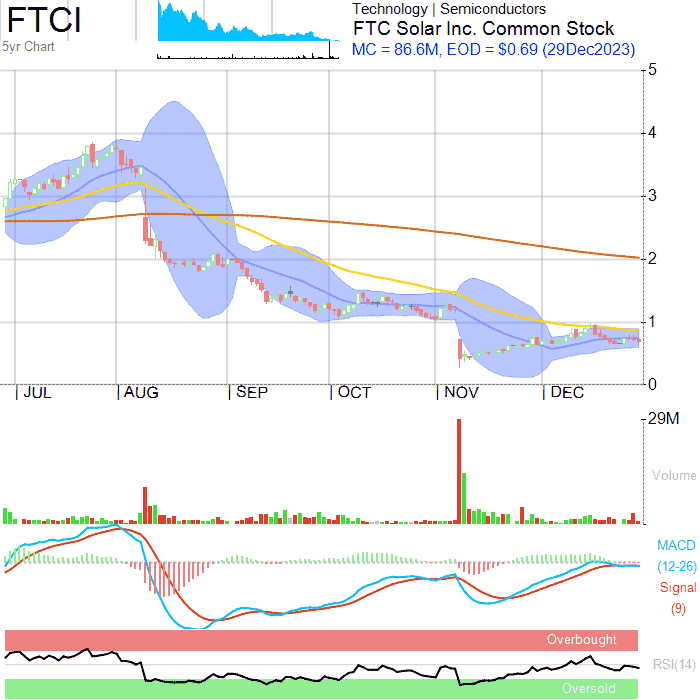 FTCI
5yr Chart
Technology | Semiconductors
FTC Solar Inc. Common Stock
MC = 86.6M, EOD = $0.69 (29Dec2023)
5
4
3
2
1
0
JUL
AUG
SEP
OCT
NOV
DEC
29M
Volume
MACD
(12-26)
Signal
(9)
Overbought
RSI(14)
Oversold